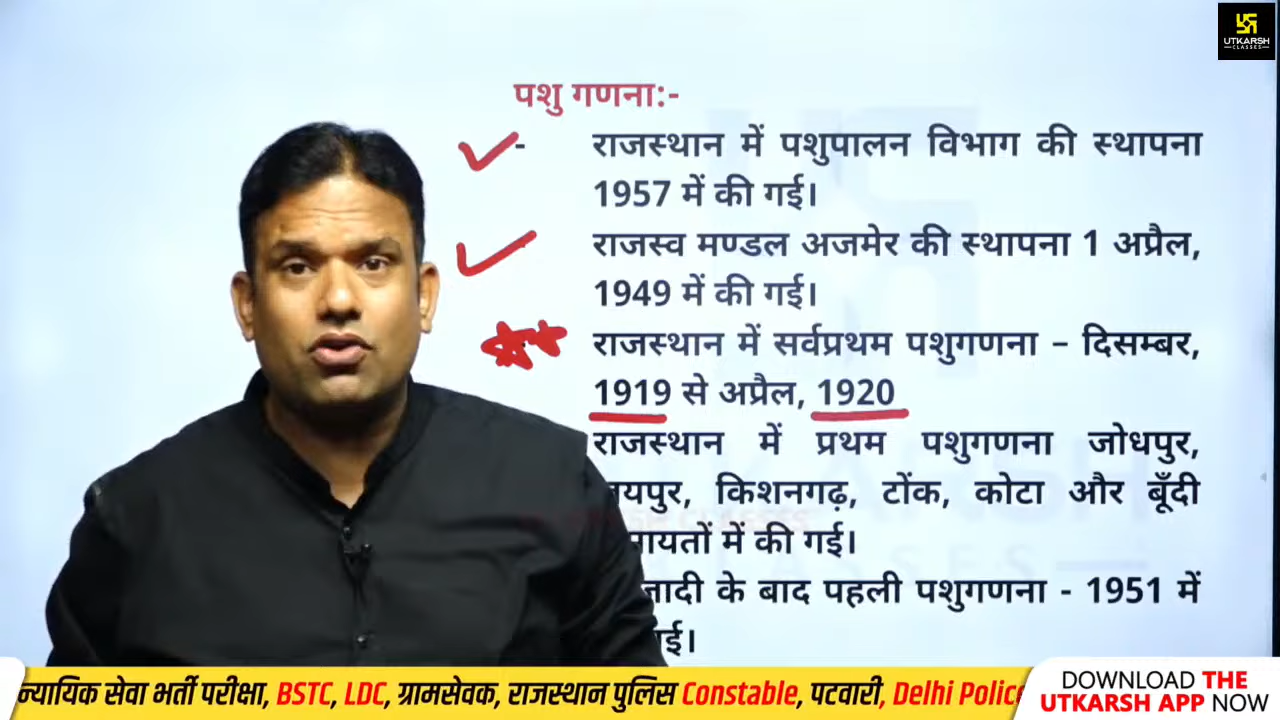 UTKARSH
CLASSES
पशु गणना:-
- राजस्थान में पशुपालन विभाग की स्थापना
1957 में की गई।
राजस्व मण्डल अजमेर की स्थापना 1 अप्रैल,
1949 में की गई।
राजस्थान में सर्वप्रथम पशुगणना – दिसम्बर,
1919 से अप्रैल, 1920
राजस्थान में प्रथम पशुगणना जोधपुर,
किशनगढ़, टोंक, कोटा और बूँदी
में की गई।
के बाद पहली पशुगणना - 1951 में
न्यायिक सेवा भर्ती परीक्षा, BSTC, LDC, ग्रामसेवक, राजस्थान पुलिस Constable, पटवारी, Delhi Police
DOWNLOAD THE
UTKARSH APP NOW